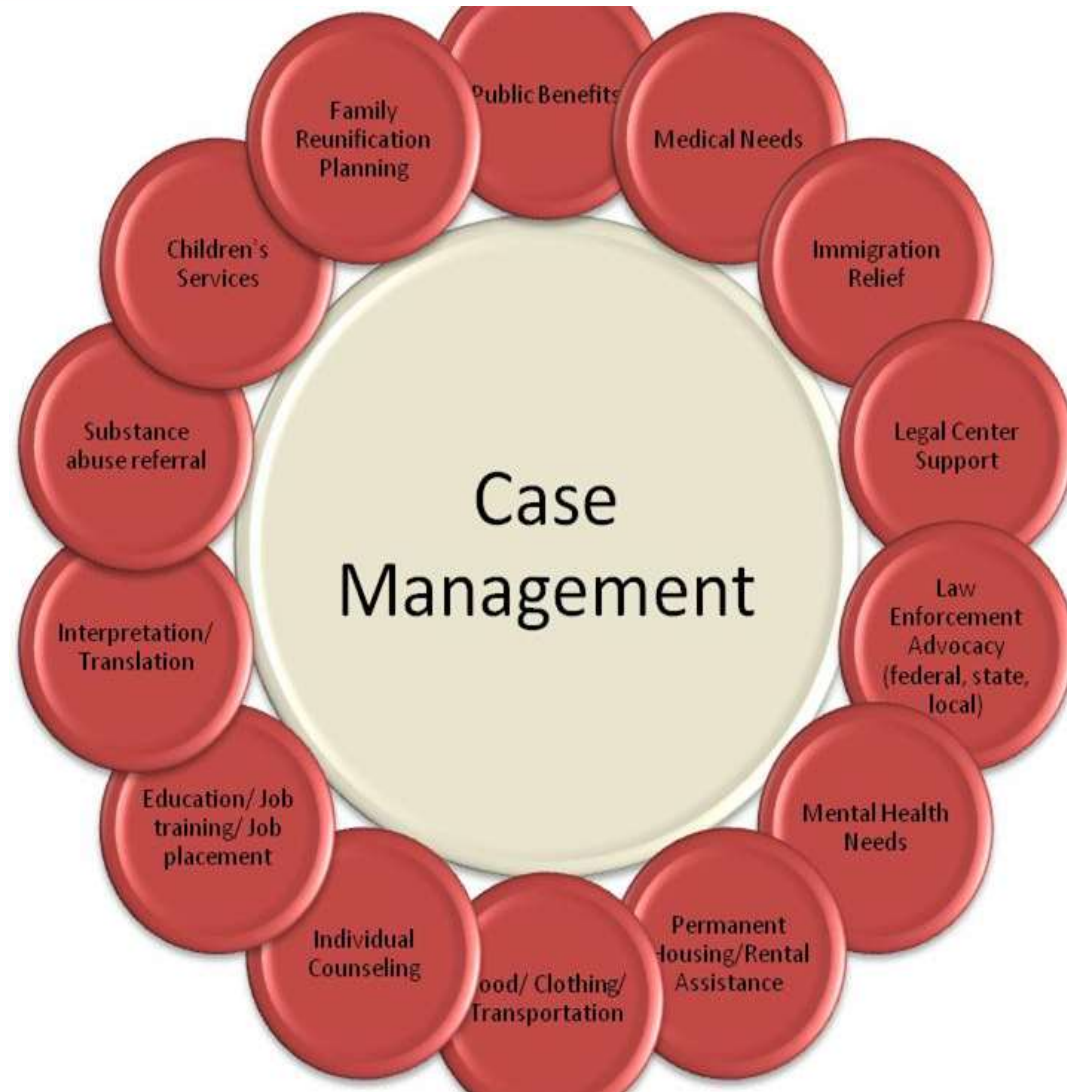 Public Benefits
Medical Needs
Immigration
Relief
Legal Center
Support
Law
Enforcement
Advocacy
(federal, state,
local)
Mental Health
Needs
Permanent
Housing/Rental
Assistance
ood/ Clothing/
Transportation
Individual
Counseling
Education/ Job
training/ Job
placement
Interpretation/
Translation
Substance
abuse referral
Children's
Services
Family
Reunification
Planning
Case
Management